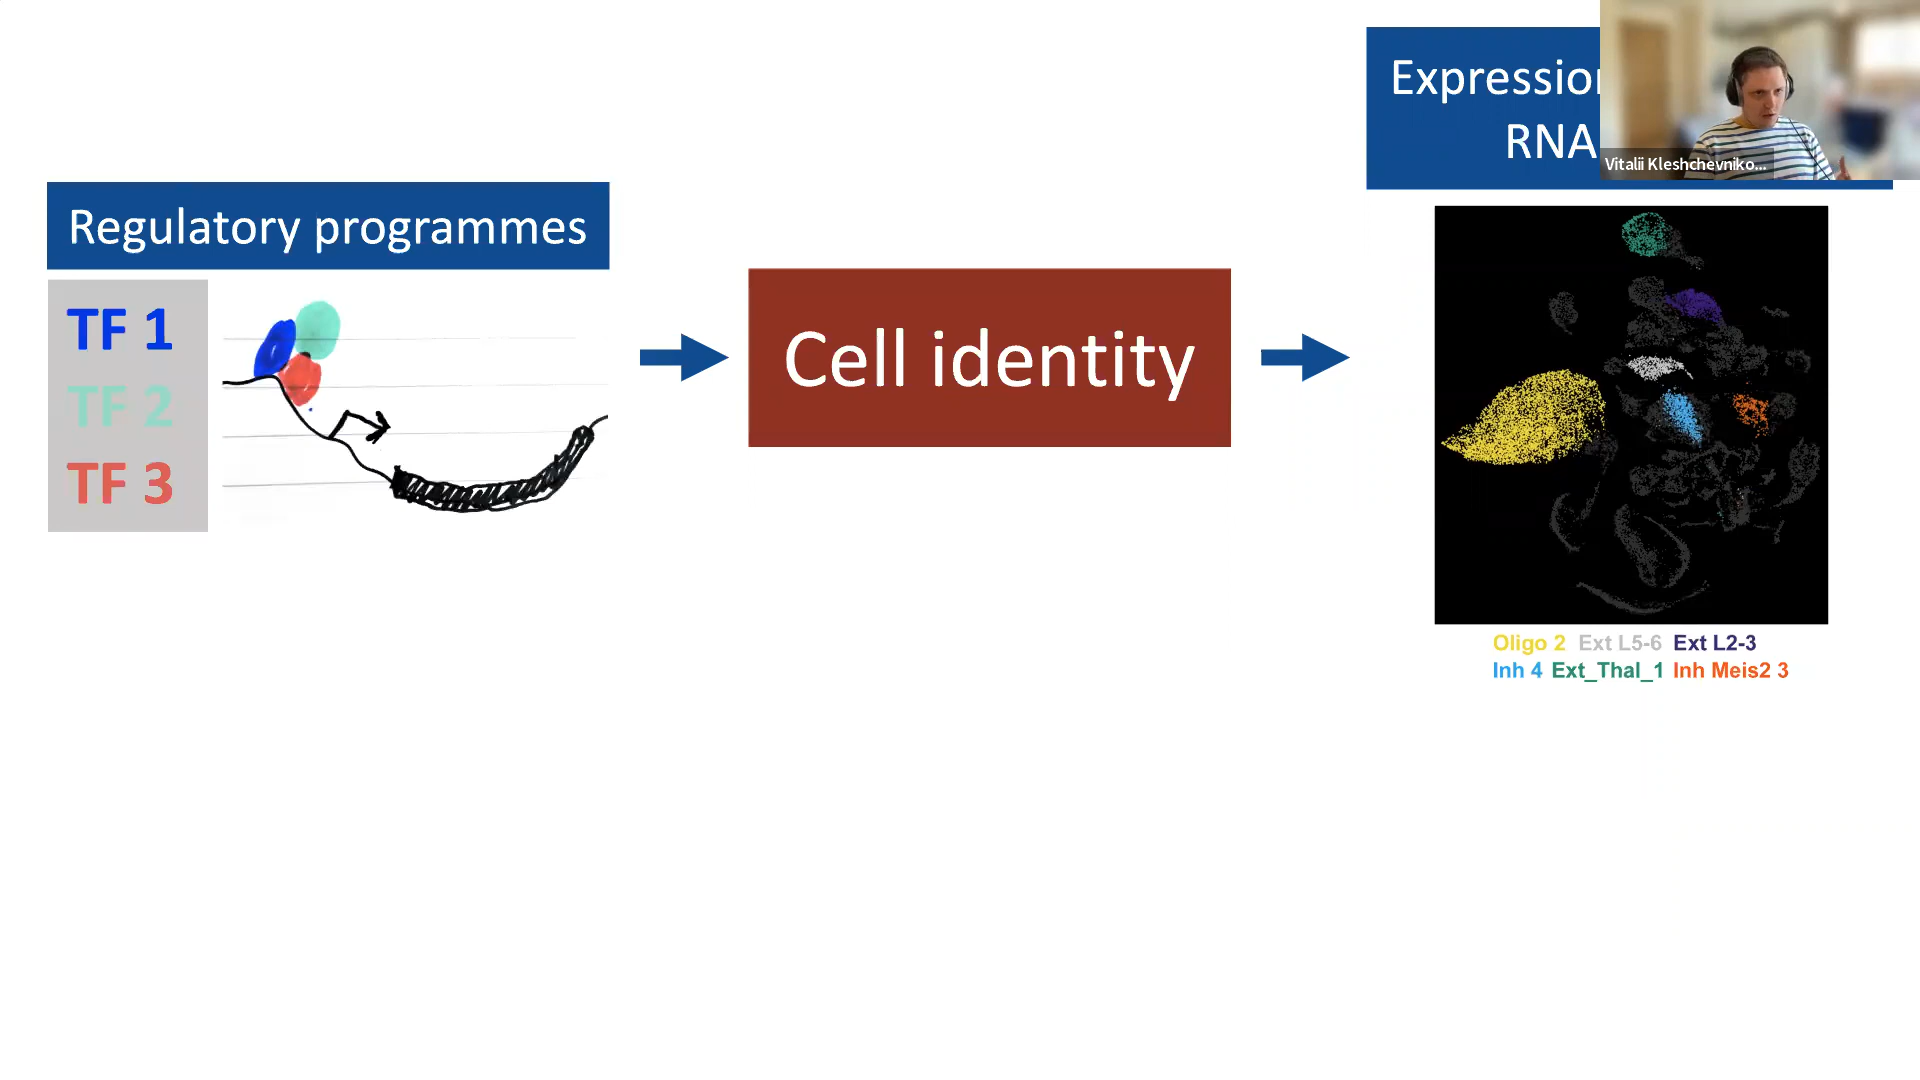 Regulatory programmes
TF 1
TF 2
TF 3
Cell identity
RNA
Vitalii Kleshchevniko...
Oligo 2 Ext L5-6 Ext L2-3
Inh 4 Ext_Thal_1 Inh Meis2 3